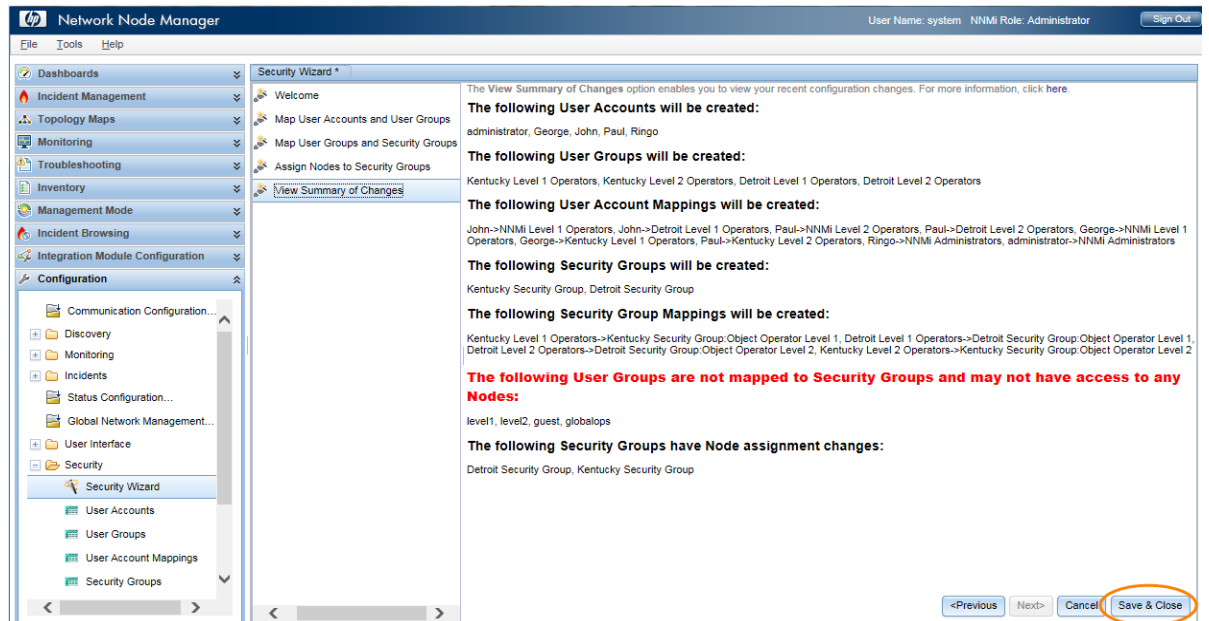 hp Network Node Manager
User Name: system NNMi Role: Administrator
Sign Out
File Tools Help
Dashboards
Incident Management
Topology Maps
Monitoring
Troubleshooting
Inventory
Management Mode
Incident Browsing
Integration Module Configuration
Configuration
Communication Configuration...
Discovery
Monitoring
Incidents
Status Configuration...
Global Network Management...
User Interface
Security
Security Wizard
User Accounts
User Groups
User Account Mappings
Security Groups
Security Wizard *
Welcome
Map User Accounts and User Groups
Map User Groups and Security Groups
Assign Nodes to Security Groups
View Summary of Changes
The View Summary of Changes option enables you to view your recent configuration changes. For more information, click here.
The following User Accounts will be created:
administrator, George, John, Paul, Ringo
The following User Groups will be created:
Kentucky Level 1 Operators, Kentucky Level 2 Operators, Detroit Level 1 Operators, Detroit Level 2 Operators
The following User Account Mappings will be created:
John->NNMi Level 1 Operators, John->Detroit Level 1 Operators, Paul->NNMi Level 2 Operators, Paul->Detroit Level 2 Operators, George->NNMi Level 1
Operators, George->Kentucky Level 1 Operators, Paul->Kentucky Level 2 Operators, Ringo->NNMi Administrators, administrator->NNMi Administrators
The following Security Groups will be created:
Kentucky Security Group, Detroit Security Group
The following Security Group Mappings will be created:
Kentucky Level 1 Operators->Kentucky Security Group:Object Operator Level 1, Detroit Level 1 Operators->Detroit Security Group:Object Operator Level 1,
Detroit Level 2 Operators->Detroit Security Group:Object Operator Level 2, Kentucky Level 2 Operators->Kentucky Security Group:Object Operator Level 2
The following User Groups are not mapped to Security Groups and may not have access to any
Nodes:
level1, level2, guest, globalops
The following Security Groups have Node assignment changes:
Detroit Security Group, Kentucky Security Group
<Previous Next> Cancel Save & Close